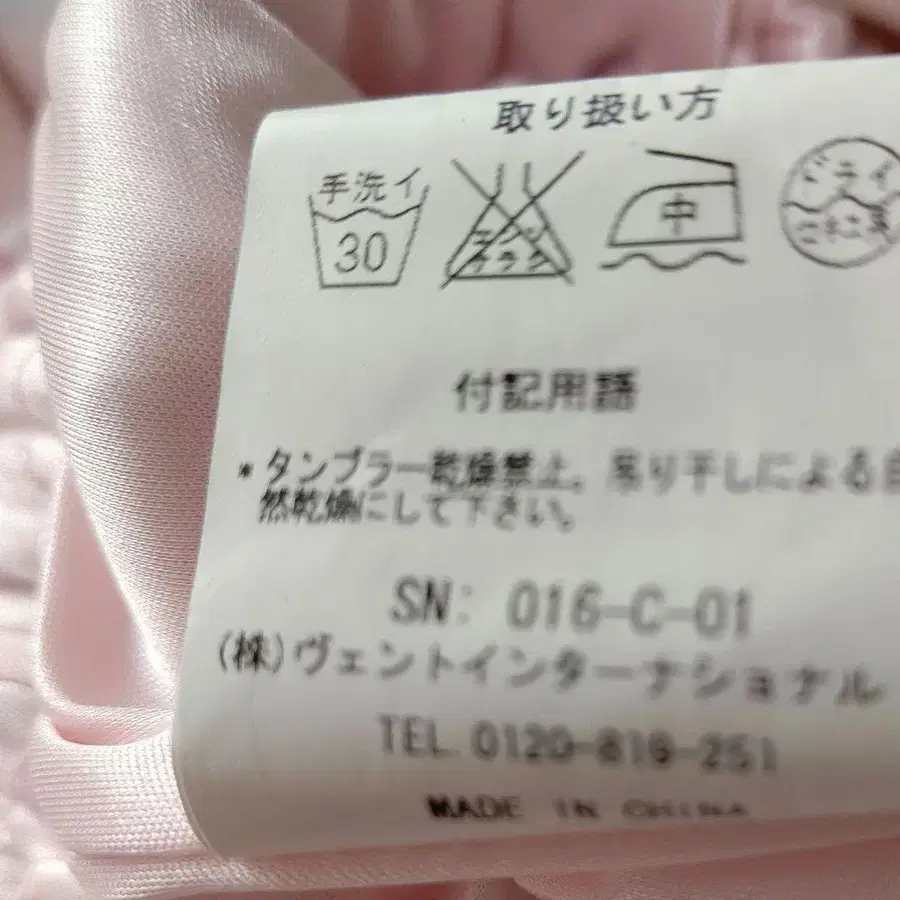 取り扱い方
手洗イ
30
中
ドライ
付記用語
* タンブラー乾燥禁止。吊り干しによる自
然乾燥にして下さい。
SN: 016-C-01
(株)ヴェントインターナショナル
TEL.0120-819-251
MADE IN CHINA